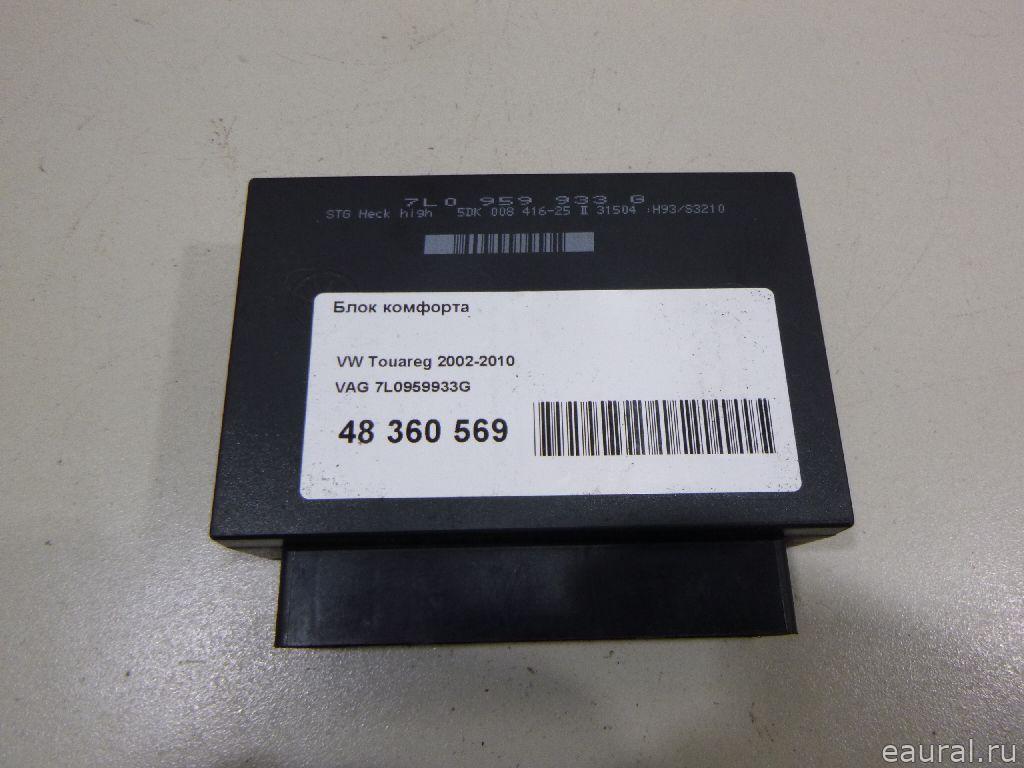 7L0 959 933 G
STG Heck high 5DK 008 416-25 II 31504 :H93/S3210
Блок комфорта
VW Touareg 2002-2010
VAG 7L0959933G
48 360 569
eaural.ru